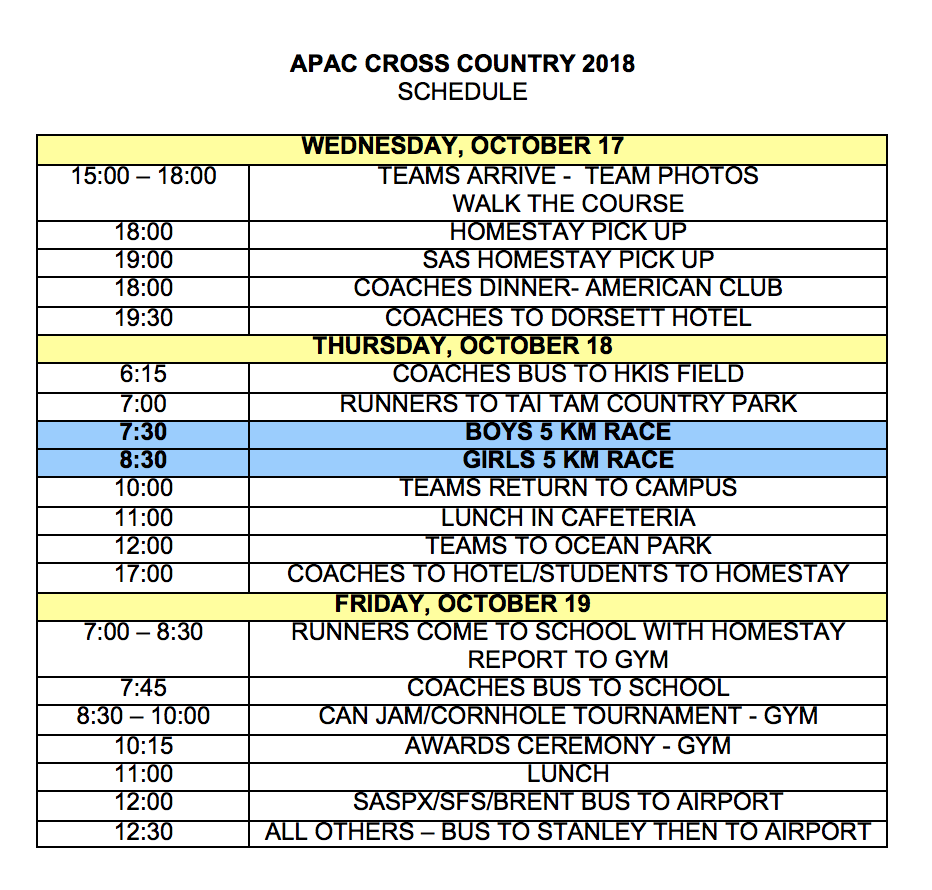 APAC CROSS COUNTRY 2018
SCHEDULE
WEDNESDAY, OCTOBER 17
15:00 – 18:00 TEAMS ARRIVE - TEAM PHOTOS
WALK THE COURSE
18:00 HOMESTAY PICK UP
19:00 SAS HOMESTAY PICK UP
18:00 COACHES DINNER- AMERICAN CLUB
19:30 COACHES TO DORSETT HOTEL
THURSDAY, OCTOBER 18
6:15 COACHES BUS TO HKIS FIELD
7:00 RUNNERS TO TAI TAM COUNTRY PARK
7:30 BOYS 5 KM RACE
8:30 GIRLS 5 KM RACE
10:00 TEAMS RETURN TO CAMPUS
11:00 LUNCH IN CAFETERIA
12:00 TEAMS TO OCEAN PARK
17:00 COACHES TO HOTEL/STUDENTS TO HOMESTAY
FRIDAY, OCTOBER 19
7:00 – 8:30 RUNNERS COME TO SCHOOL WITH HOMESTAY
REPORT TO GYM
7:45 COACHES BUS TO SCHOOL
8:30 – 10:00 CAN JAM/CORNHOLE TOURNAMENT - GYM
10:15 AWARDS CEREMONY - GYM
11:00 LUNCH
12:00 SASPX/SFS/BRENT BUS TO AIRPORT
12:30 ALL OTHERS – BUS TO STANLEY THEN TO AIRPORT